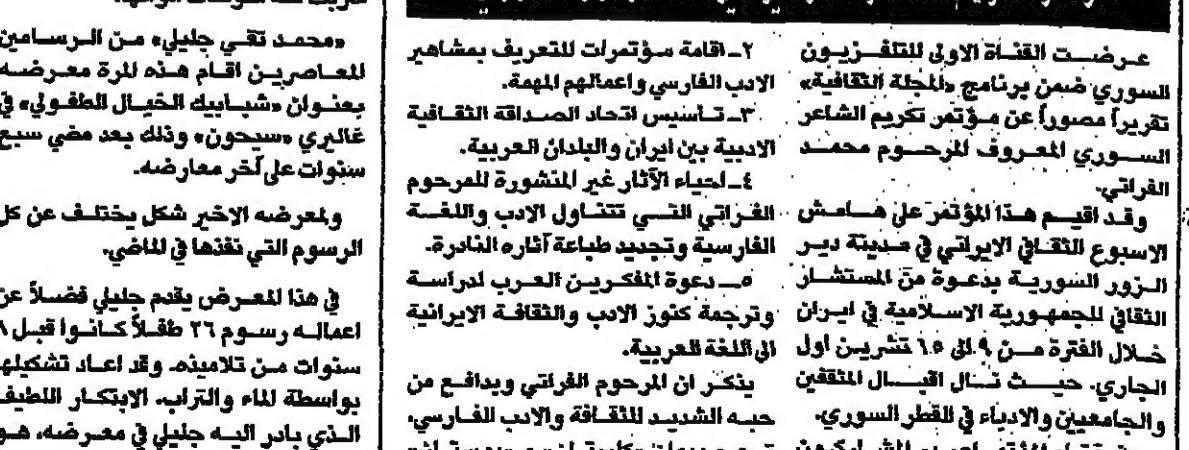 عرضت القناة الاولى للتلفزيون
السوري ضمن برنامج «المجلة الثقافية»
تقريراً مصوراً عن مؤتمر تكريم الشاعر
السوري المعروف المرحوم محمد
الفراتي.
وقد اقيم هذا المؤتمر على هامش
الاسبوع الثقافي الايراني في مدينة دير
الزور السورية بدعوة من المستشار
الثقافي للجمهورية الاسلامية في ايران
خلال الفترة من ٩ الى ١٥ تشرين اول
الجاري. حيث نال اقبال المثقفين
والجامعيين والادباء في القطر السوري.
٢ـ اقامة مؤتمرات للتعريف بمشاهير
الادب الفارسي واعمالهم المهمة.
٣ـ تأسيس اتحاد الصداقة الثقافية
الادبية بين ايران والبلدان العربية.
٤ـ احياء الآثار غير المنشورة للمرحوم
الفراتي التي تتناول الادب واللغة
الفارسية وتجديد طباعة آثاره النادرة.
٥ـ دعوة المفكرين العرب لدراسة
وترجمة كنوز الادب والثقافة الايرانية
الى اللغة العربية.
يذكر ان المرحوم الفراتي وبدافع من
حبه الشديد للثقافة والادب الفارسي،
«محمد تقي جليلي» من الرسامين
المعاصرين اقام هذه المرة معرضه
بعنوان «شبابيك الخيال الطفولي» في
غاليري «سيحون» وذلك بعد مضي سبع
سنوات على آخر معارضه.
ولمعرضه الاخير شكل يختلف عن كل
الرسوم التي نفذها في الماضي.
في هذا المعرض يقدم جليلي فضلاً عن
اعماله رسوم ٢٦ طفلاً كانوا قبل ٨
سنوات من تلاميذه. وقد اعاد تشكيلها
بواسطة الماء والتراب. الابتكار اللطيف
الذي بادر اليه جليلي في معرضه، هو